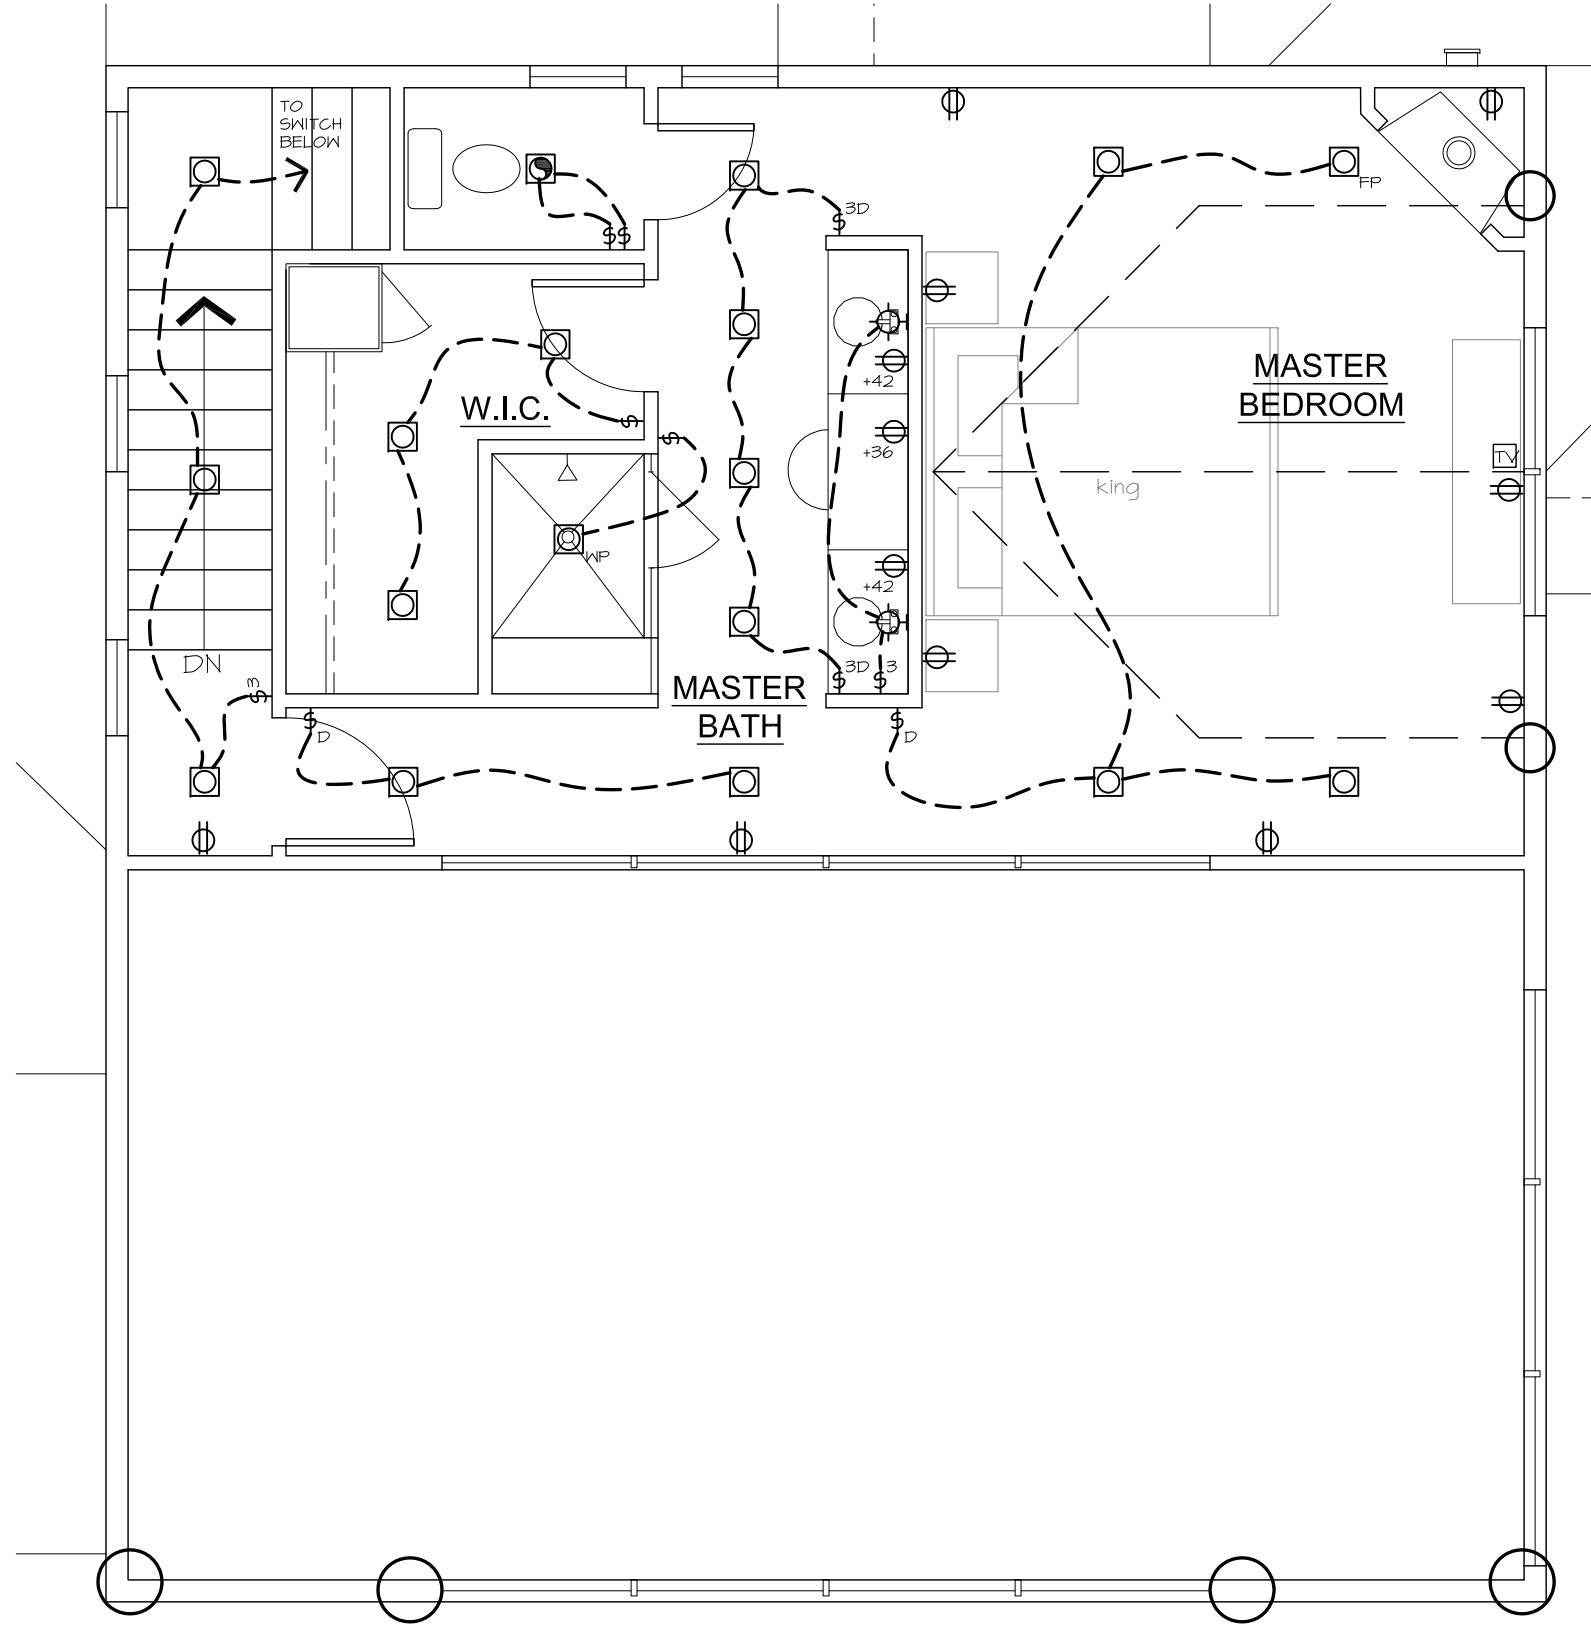 TO
SWITCH
BELOW
$$
$ 3D
FP
+42
W.I.C.
$
$
+36
MASTER
BEDROOM
TV
king
WP
+42
DN
$ 3
$ 3D
$ 3
MASTER
BATH
$ D
$ D